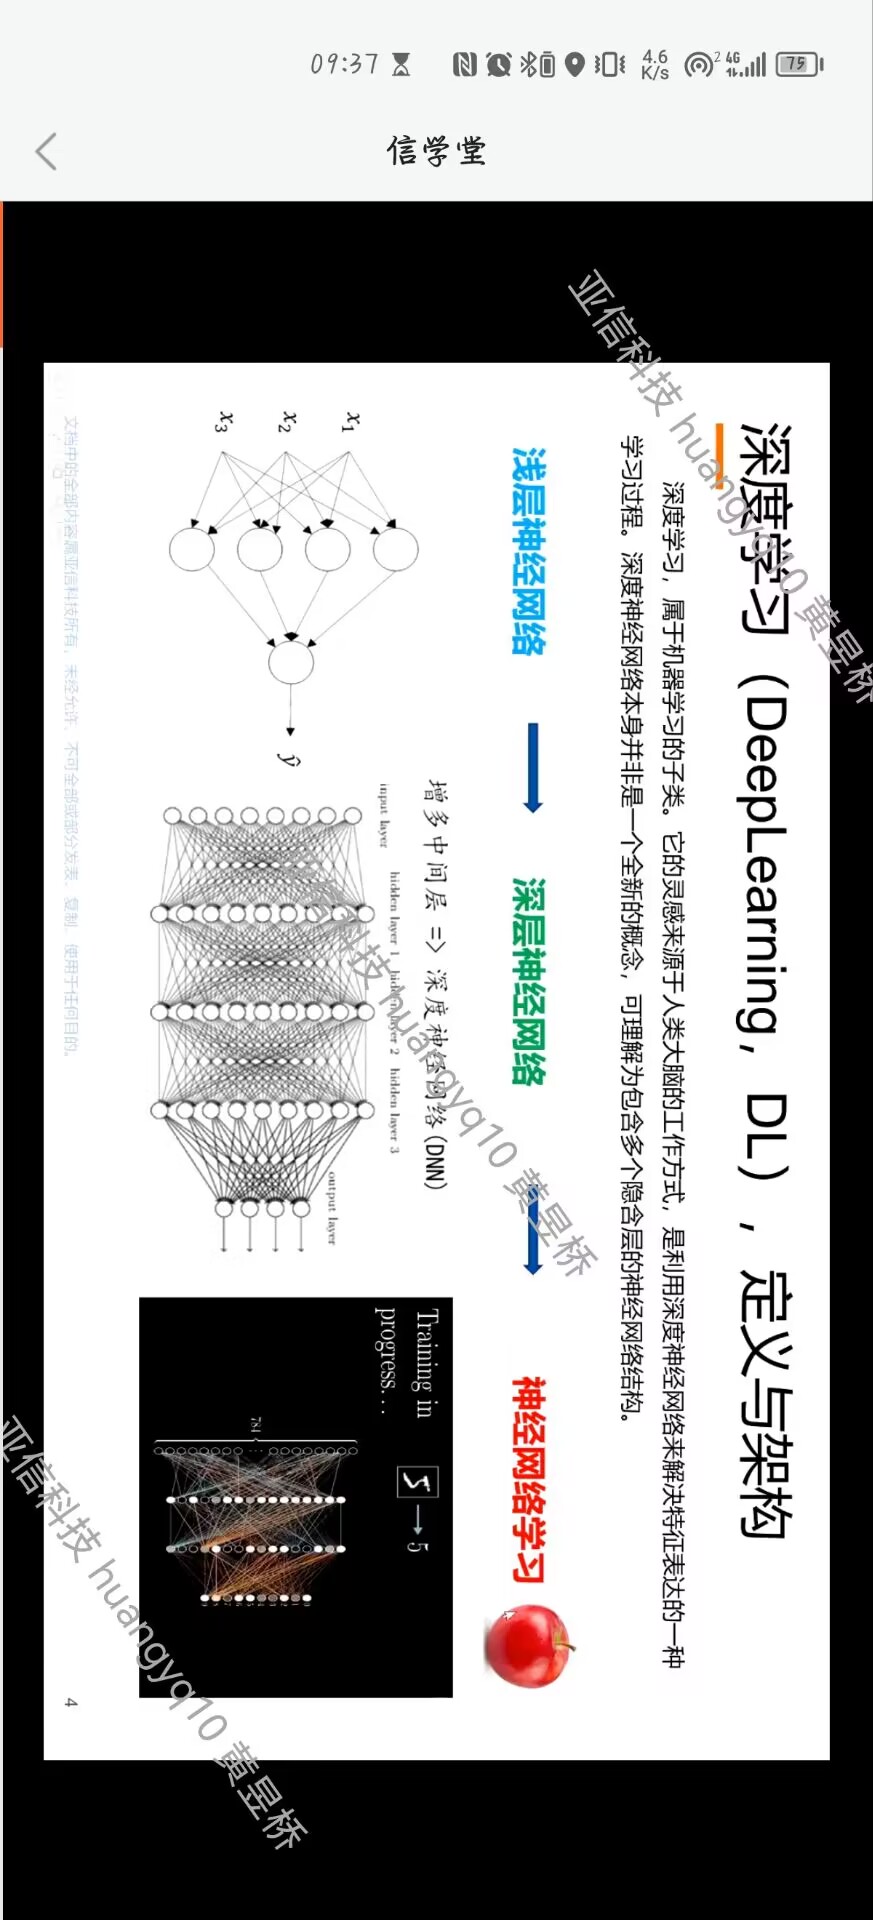 09:37
4.6 K/s
2 4G
75
信学堂
深度学习（DeepLearning，DL），定义与架构
深度学习，属于机器学习的子类。它的灵感来源于人类大脑的工作方式，是利用深度神经网络来解决特征表达的一种
学习过程。深度神经网络本身并非是一个全新的概念，可理解为包含多个隐含层的神经网络结构。
浅层神经网络
深层神经网络
神经网络学习
x1
x2
x3
ŷ
增多中间层 => 深度神经网络(DNN)
input layer
hidden layer 1 hidden layer 2 hidden layer 3
output layer
Training in
progress...
5
784
文档中的全部内容属亚信科技所有，未经允许，不可全部或部分发表、复制、使用于任何目的。
4
亚信科技 huangyq10 黄昱桥
亚信科技 huangyq10 黄昱桥
亚信科技 huangyq10 黄昱桥